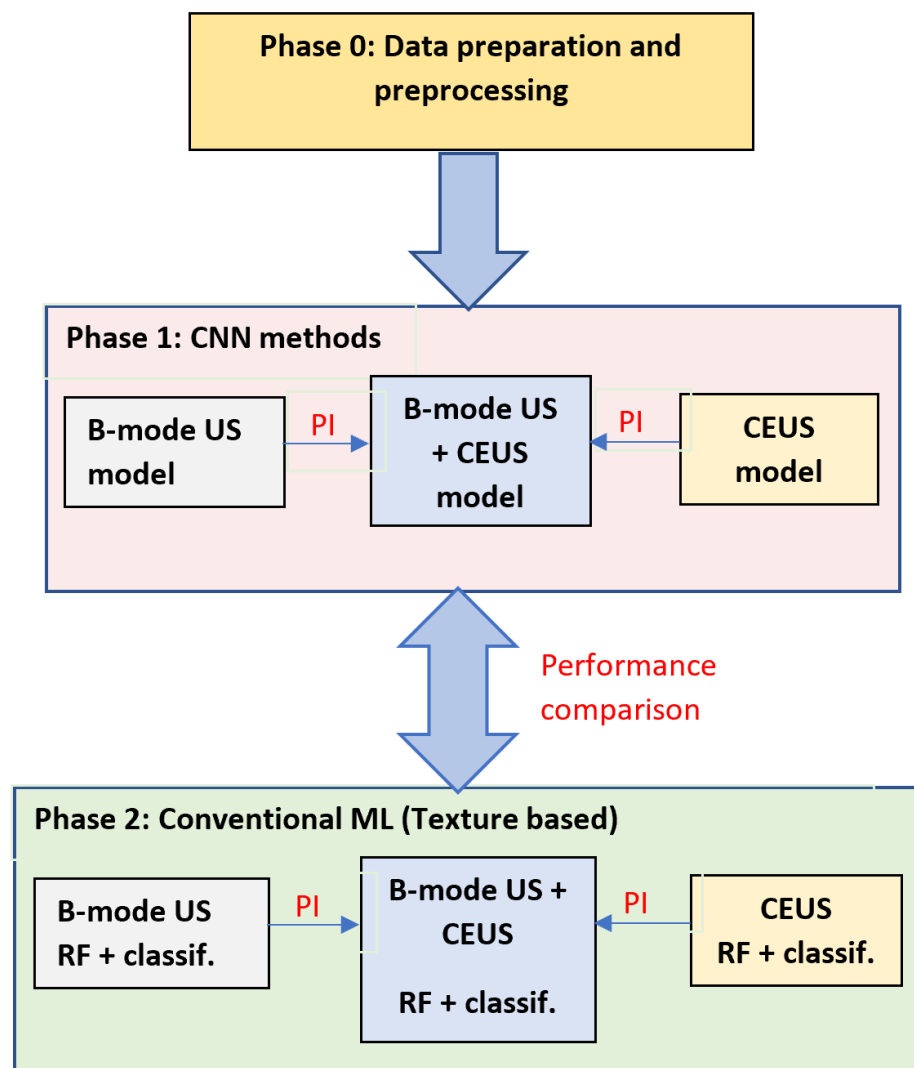 Phase 0: Data preparation and
preprocessing
Phase 1: CNN methods
B-mode US
model
PI
B-mode US
+ CEUS
model
PI
CEUS
model
Performance
comparison
Phase 2: Conventional ML (Texture based)
B-mode US
RF + classif.
PI
B-mode US +
CEUS
RF + classif.
PI
CEUS
RF + classif.